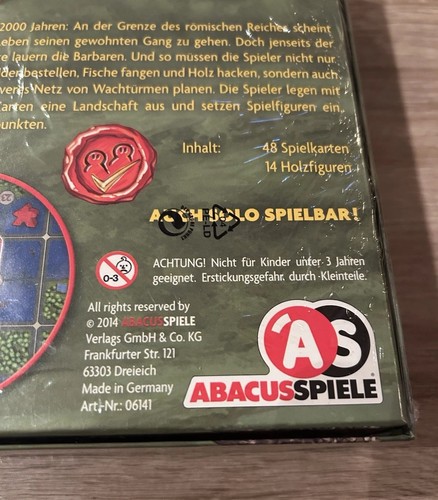 2000 Jahren: An der Grenze des römischen Reiches scheint
eben seinen gewohnten Gang zu gehen. Doch jenseits der
e lauern die Barbaren. Und so müssen die Spieler nicht nur
der bestellen, Fische fangen und Holz hacken, sondern auch
Netz von Wachtürmen planen. Die Spieler legen mit
arten eine Landschaft aus und setzen Spielfiguren ein,
punkten.
Inhalt: 48 Spielkarten
14 Holzfiguren
AUCH SOLO SPIELBAR!
ACHTUNG! Nicht für Kinder unter 3 Jahren
geeignet. Erstickungsgefahr durch Kleinteile.
0-3
All rights reserved by
© 2014 ABACUSSPIELE
Verlags GmbH & Co. KG
Frankfurter Str. 121
63303 Dreieich
Made in Germany
Art.-Nr.: 06141
AS
ABACUSSPIELE